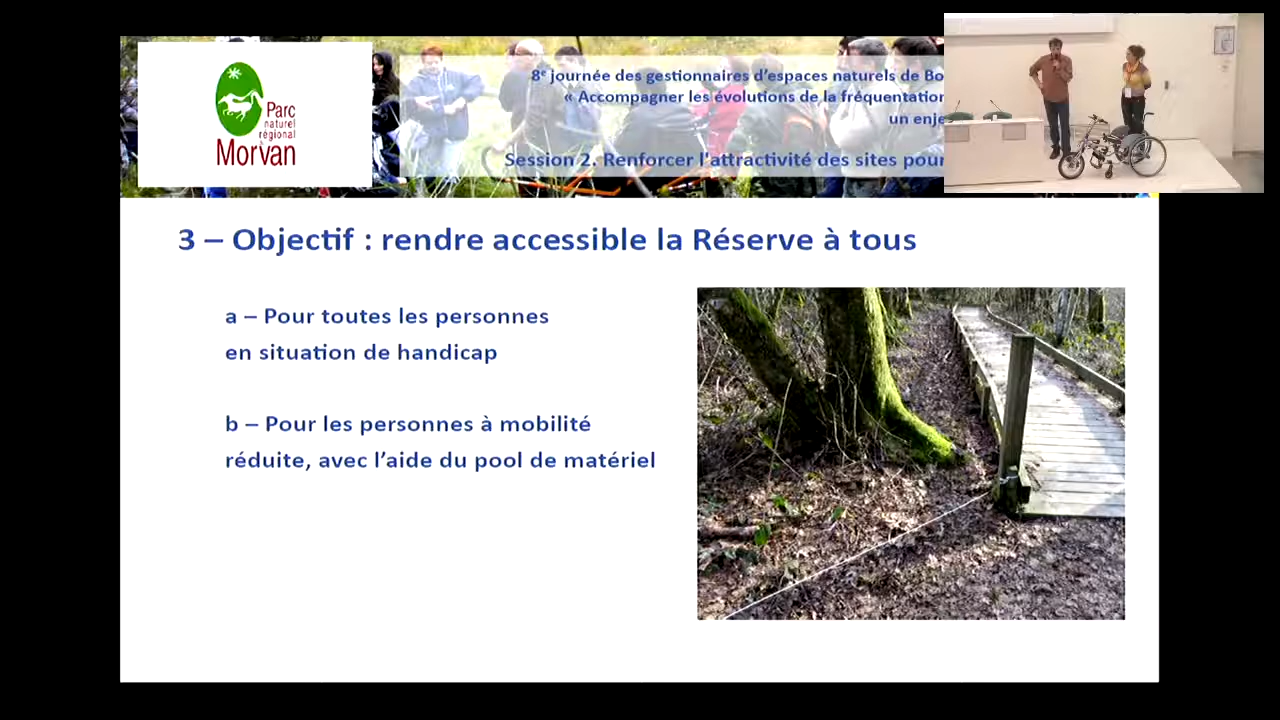 Parc
naturel
régional
Morvan
8e journée des gestionnaires d'espaces naturels de Bo
« Accompagner les évolutions de la fréquentation
un enje
Session 2. Renforcer l'attractivité des sites pour
3 – Objectif : rendre accessible la Réserve à tous
a – Pour toutes les personnes
en situation de handicap
b – Pour les personnes à mobilité
réduite, avec l'aide du pool de matériel